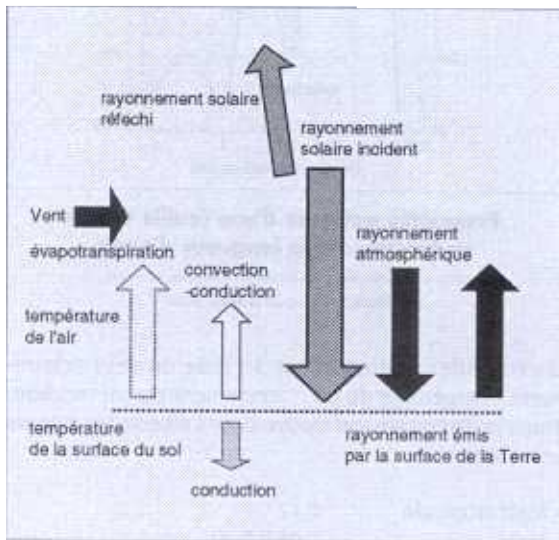 rayonnement solaire
réfechi
rayonnement
solaire incident
Vent
évapotranspiration
rayonnement
atmosphérique
convection
-conduction
température
de l'air
température
de la surface du sol
rayonnement émis
par la surface de la Terre
conduction